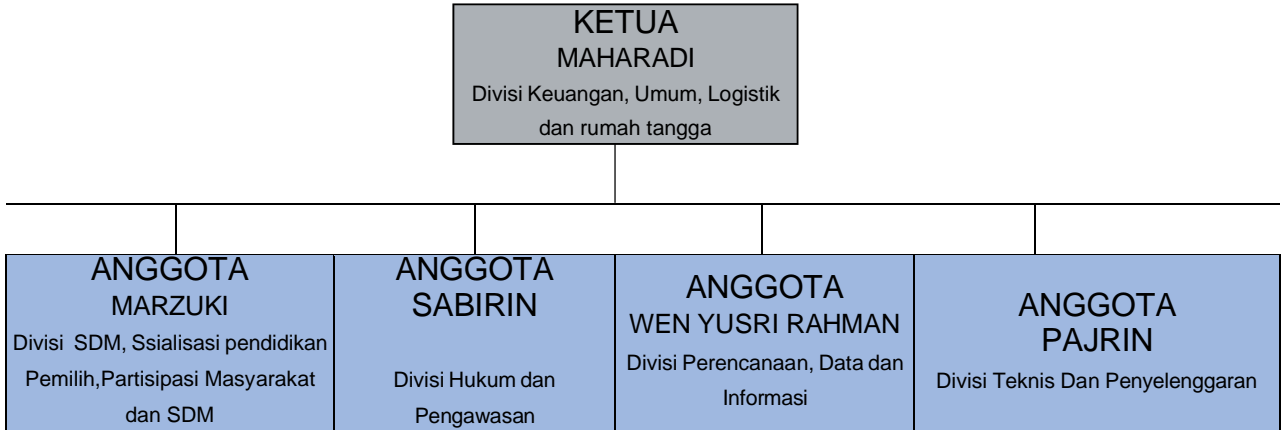 KETUA
MAHARADI
Divisi Keuangan, Umum, Logistik
dan rumah tangga
ANGGOTA
MARZUKI
Divisi SDM, Ssialisasi pendidikan
Pemilih,Partisipasi Masyarakat
dan SDM
ANGGOTA
SABIRIN
Divisi Hukum dan
Pengawasan
ANGGOTA
WEN YUSRI RAHMAN
Divisi Perencanaan, Data dan
Informasi
ANGGOTA
PAJRIN
Divisi Teknis Dan Penyelenggaran